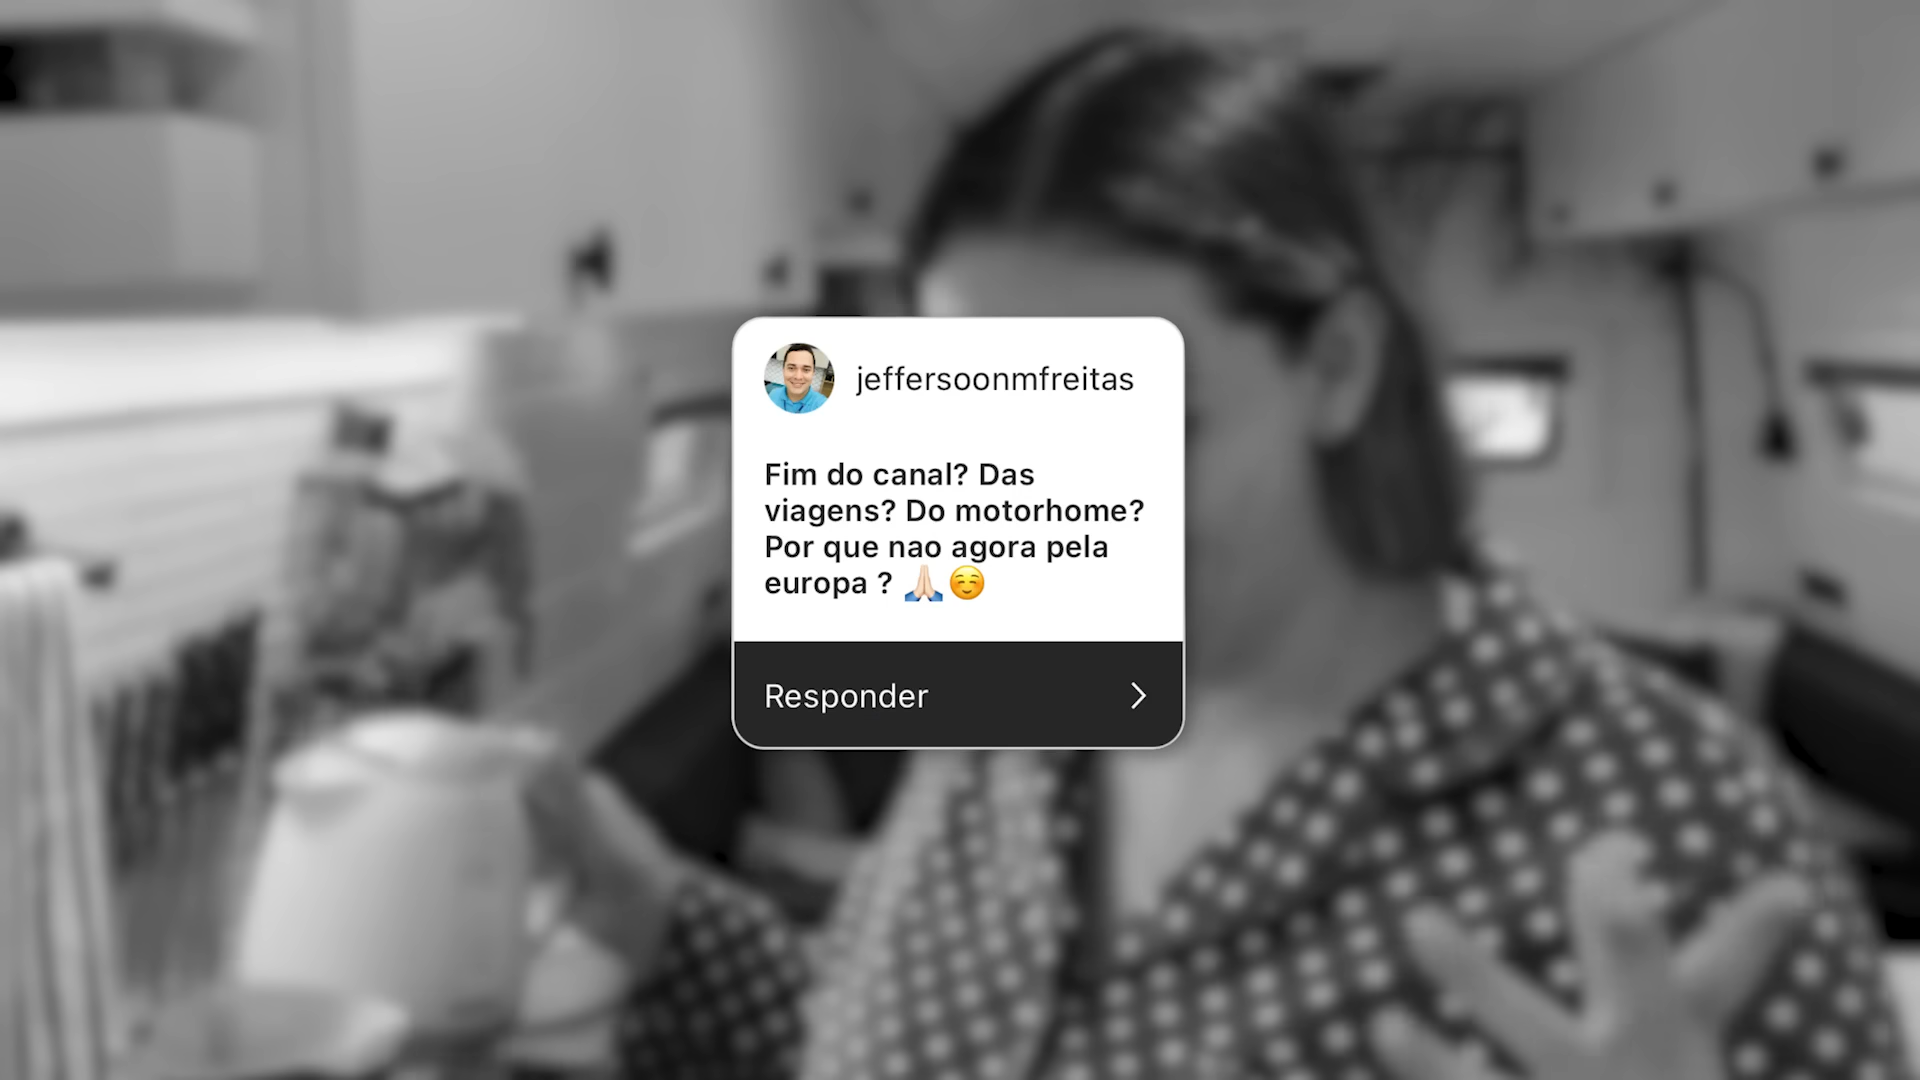 jeffersoonmfreitas
Fim do canal? Das
viagens? Do motorhome?
Por que nao agora pela
europa ? 🙏🏻☺️
Responder